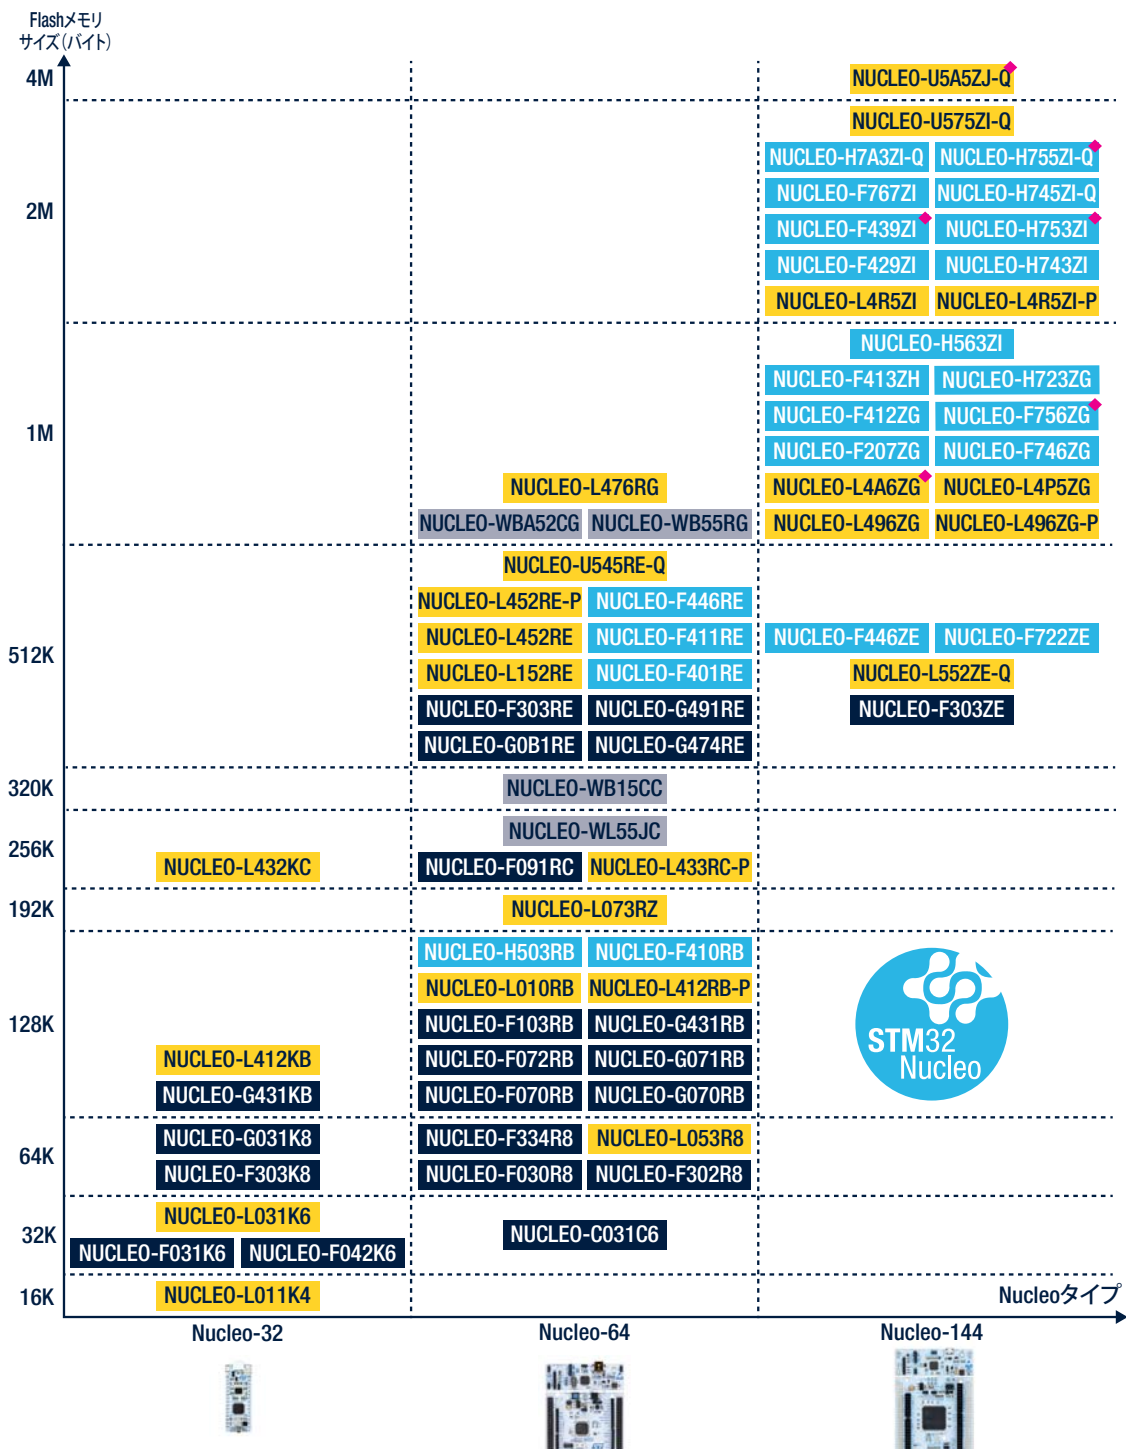 Flashメモリ
サイズ(バイト)
4M
NUCLEO-U5A5ZJ-Q
NUCLEO-U575ZI-Q
NUCLEO-H7A3ZI-Q NUCLEO-H755ZI-Q
2M
NUCLEO-F767ZI NUCLEO-H745ZI-Q
NUCLEO-F439ZI NUCLEO-H753ZI
NUCLEO-F429ZI NUCLEO-H743ZI
NUCLEO-L4R5ZI NUCLEO-L4R5ZI-P
NUCLEO-H563ZI
NUCLEO-F413ZH NUCLEO-H723ZG
1M
NUCLEO-F412ZG NUCLEO-F756ZG
NUCLEO-F207ZG NUCLEO-F746ZG
NUCLEO-L476RG NUCLEO-L4A6ZG NUCLEO-L4P5ZG
NUCLEO-WBA52CG NUCLEO-WB55RG NUCLEO-L496ZG NUCLEO-L496ZG-P
NUCLEO-U545RE-Q
NUCLEO-L452RE-P NUCLEO-F446RE
512K
NUCLEO-L452RE NUCLEO-F411RE NUCLEO-F446ZE NUCLEO-F722ZE
NUCLEO-L152RE NUCLEO-F401RE NUCLEO-L552ZE-Q
NUCLEO-F303RE NUCLEO-G491RE NUCLEO-F303ZE
NUCLEO-G0B1RE NUCLEO-G474RE
320K
NUCLEO-WB15CC
256K
NUCLEO-WL55JC
NUCLEO-L432KC NUCLEO-F091RC NUCLEO-L433RC-P
192K
NUCLEO-L073RZ
NUCLEO-H503RB NUCLEO-F410RB
NUCLEO-L010RB NUCLEO-L412RB-P
128K
NUCLEO-F103RB NUCLEO-G431RB
NUCLEO-L412KB NUCLEO-F072RB NUCLEO-G071RB
NUCLEO-G431KB NUCLEO-F070RB NUCLEO-G070RB
STM32
Nucleo
64K
NUCLEO-G031K8 NUCLEO-F334R8 NUCLEO-L053R8
NUCLEO-F303K8 NUCLEO-F030R8 NUCLEO-F302R8
32K
NUCLEO-L031K6
NUCLEO-C031C6
NUCLEO-F031K6 NUCLEO-F042K6
16K
NUCLEO-L011K4
Nucleoタイプ
Nucleo-32 Nucleo-64 Nucleo-144